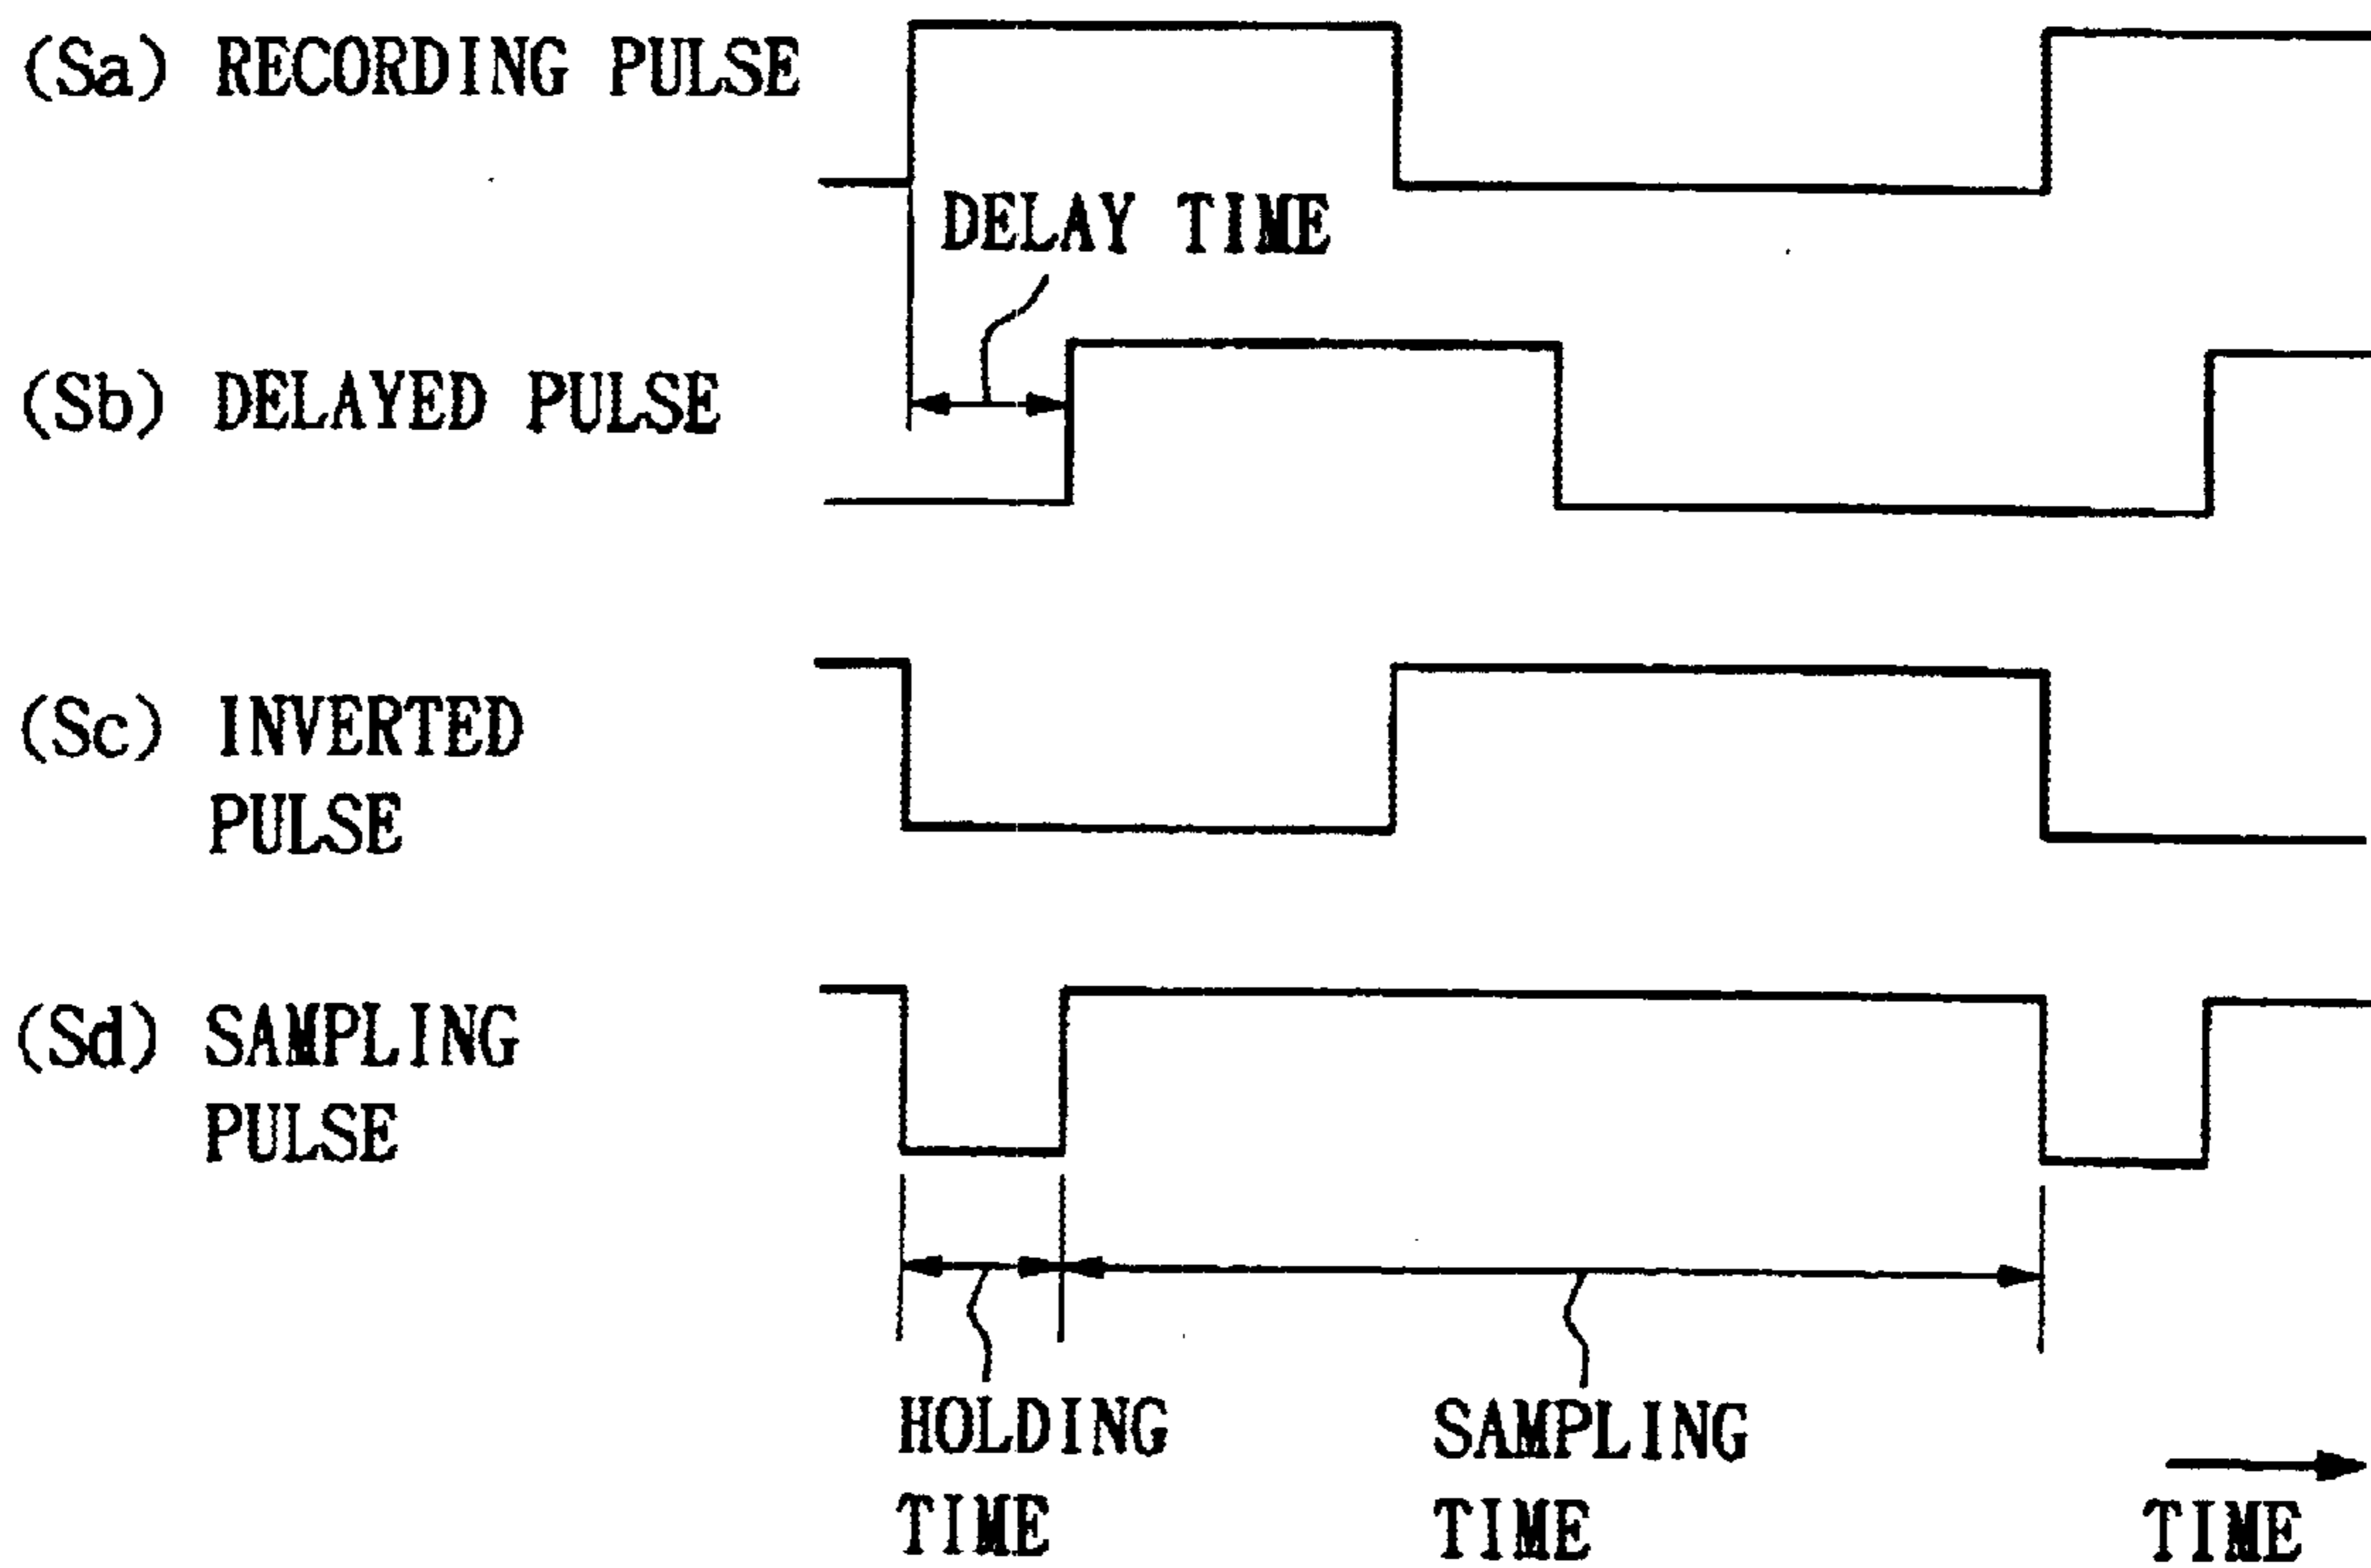 (Sa) RECORDING PULSE
DELAY TIME
(Sb) DELAYED PULSE
(Sc) INVERTED
PULSE
(Sd) SAMPLING
PULSE
HOLDING
TIME
SAMPLING
TIME
TIME